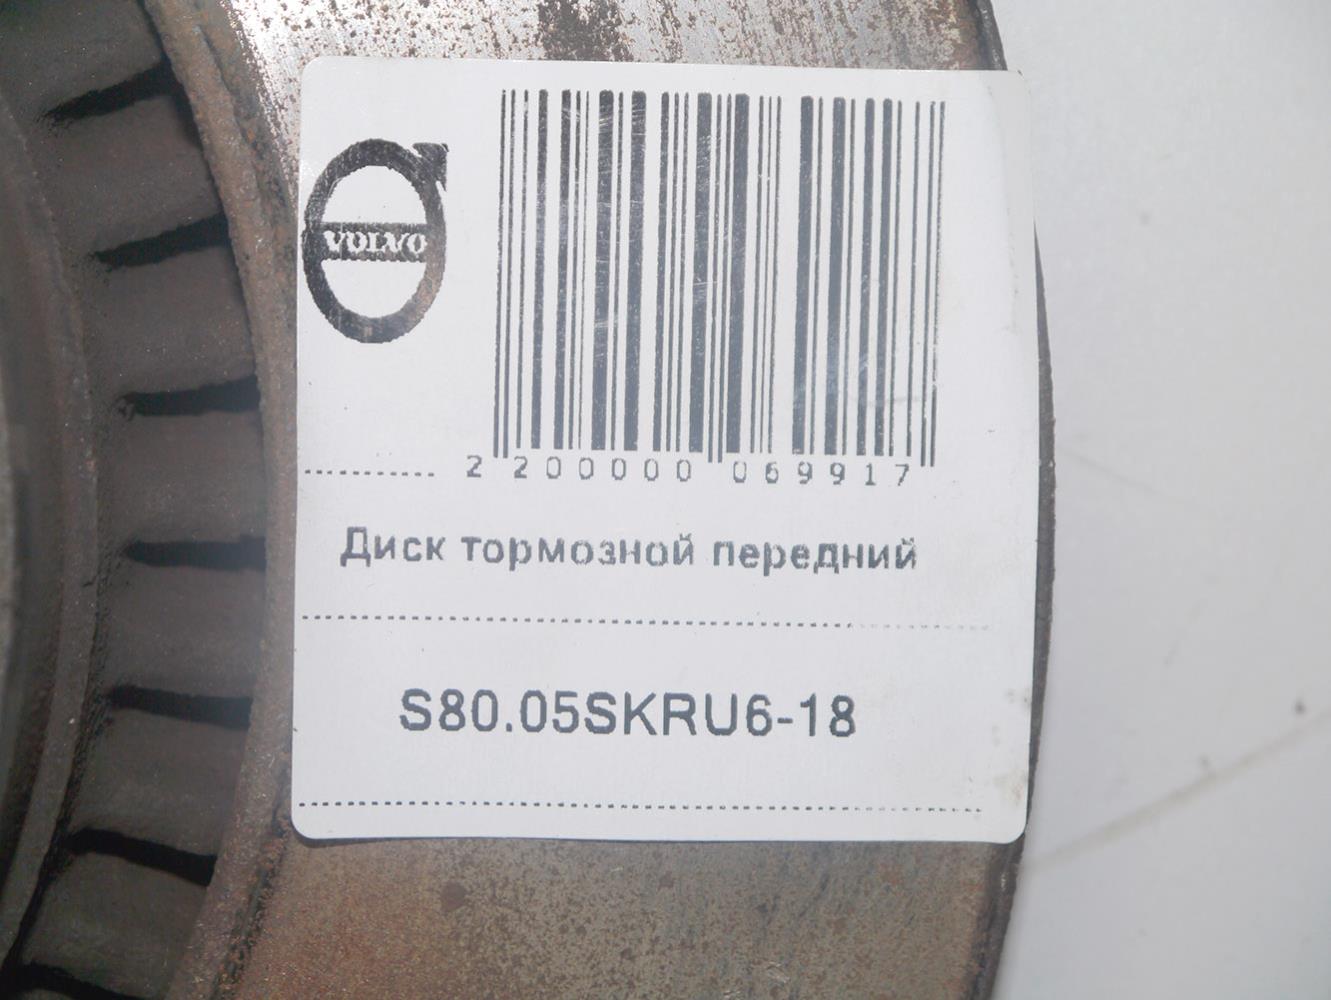 VOLVO
2 200000 069917
Диск тормозной передний
S80.05SKRU6-18